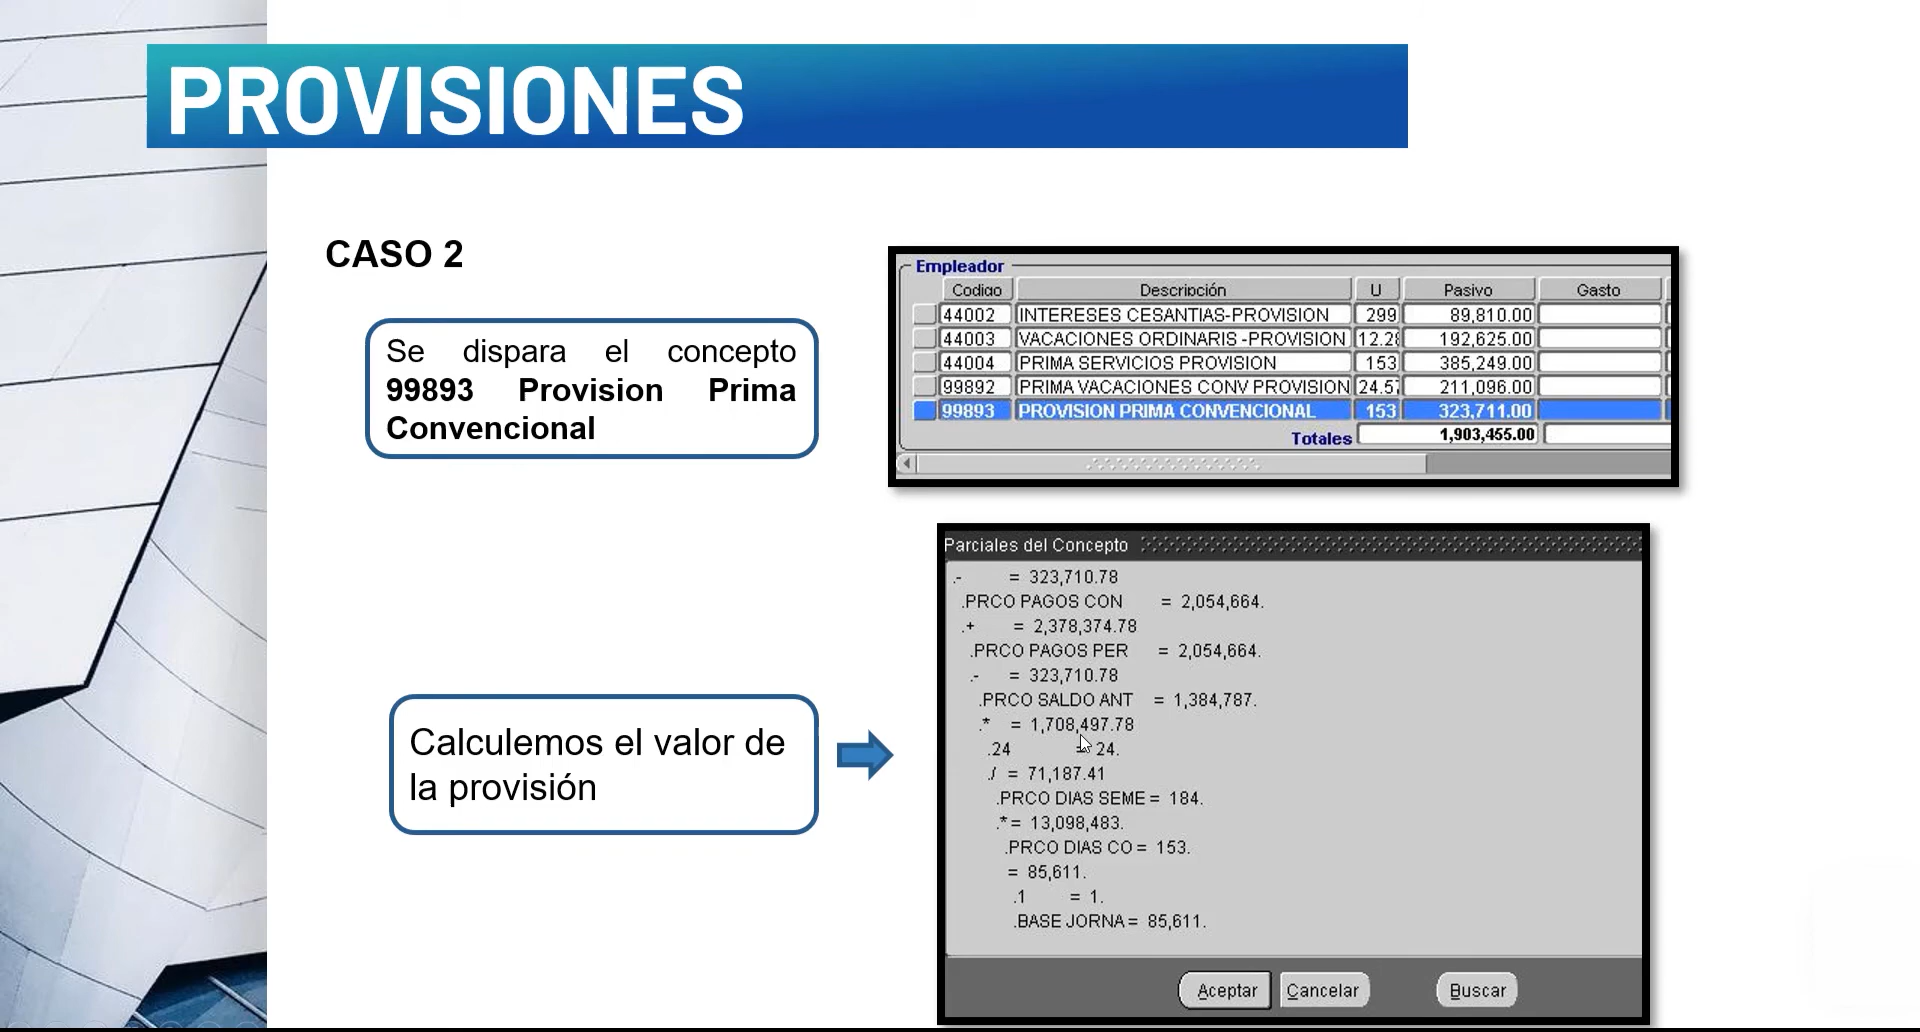 PROVISIONES
CASO 2
Se dispara el concepto
99893 Provision Prima
Convencional
Empleador
Codigo Descripción U Pasivo Gasto
44002 INTERESES CESANTIAS-PROVISION 299 89,810.00
44003 VACACIONES ORDINARIS -PROVISION 12.28 192,625.00
44004 PRIMA SERVICIOS PROVISION 153 385,249.00
99892 PRIMA VACACIONES CONV PROVISION 24.57 211,096.00
99893 PROVISION PRIMA CONVENCIONAL 153 323,711.00
Totales 1,903,455.00
Calculemos el valor de
la provisión
Parciales del Concepto
.- = 323,710.78
.PRCO PAGOS CON = 2,054,664.
.+ = 2,378,374.78
.PRCO PAGOS PER = 2,054,664.
.- = 323,710.78
.PRCO SALDO ANT = 1,384,787.
.* = 1,708,497.78
.24 = 24.
./ = 71,187.41
.PRCO DIAS SEME = 184.
.* = 13,098,483.
.PRCO DIAS CO = 153.
= 85,611.
.1 = 1.
.BASE JORNA = 85,611.
Aceptar Cancelar Buscar